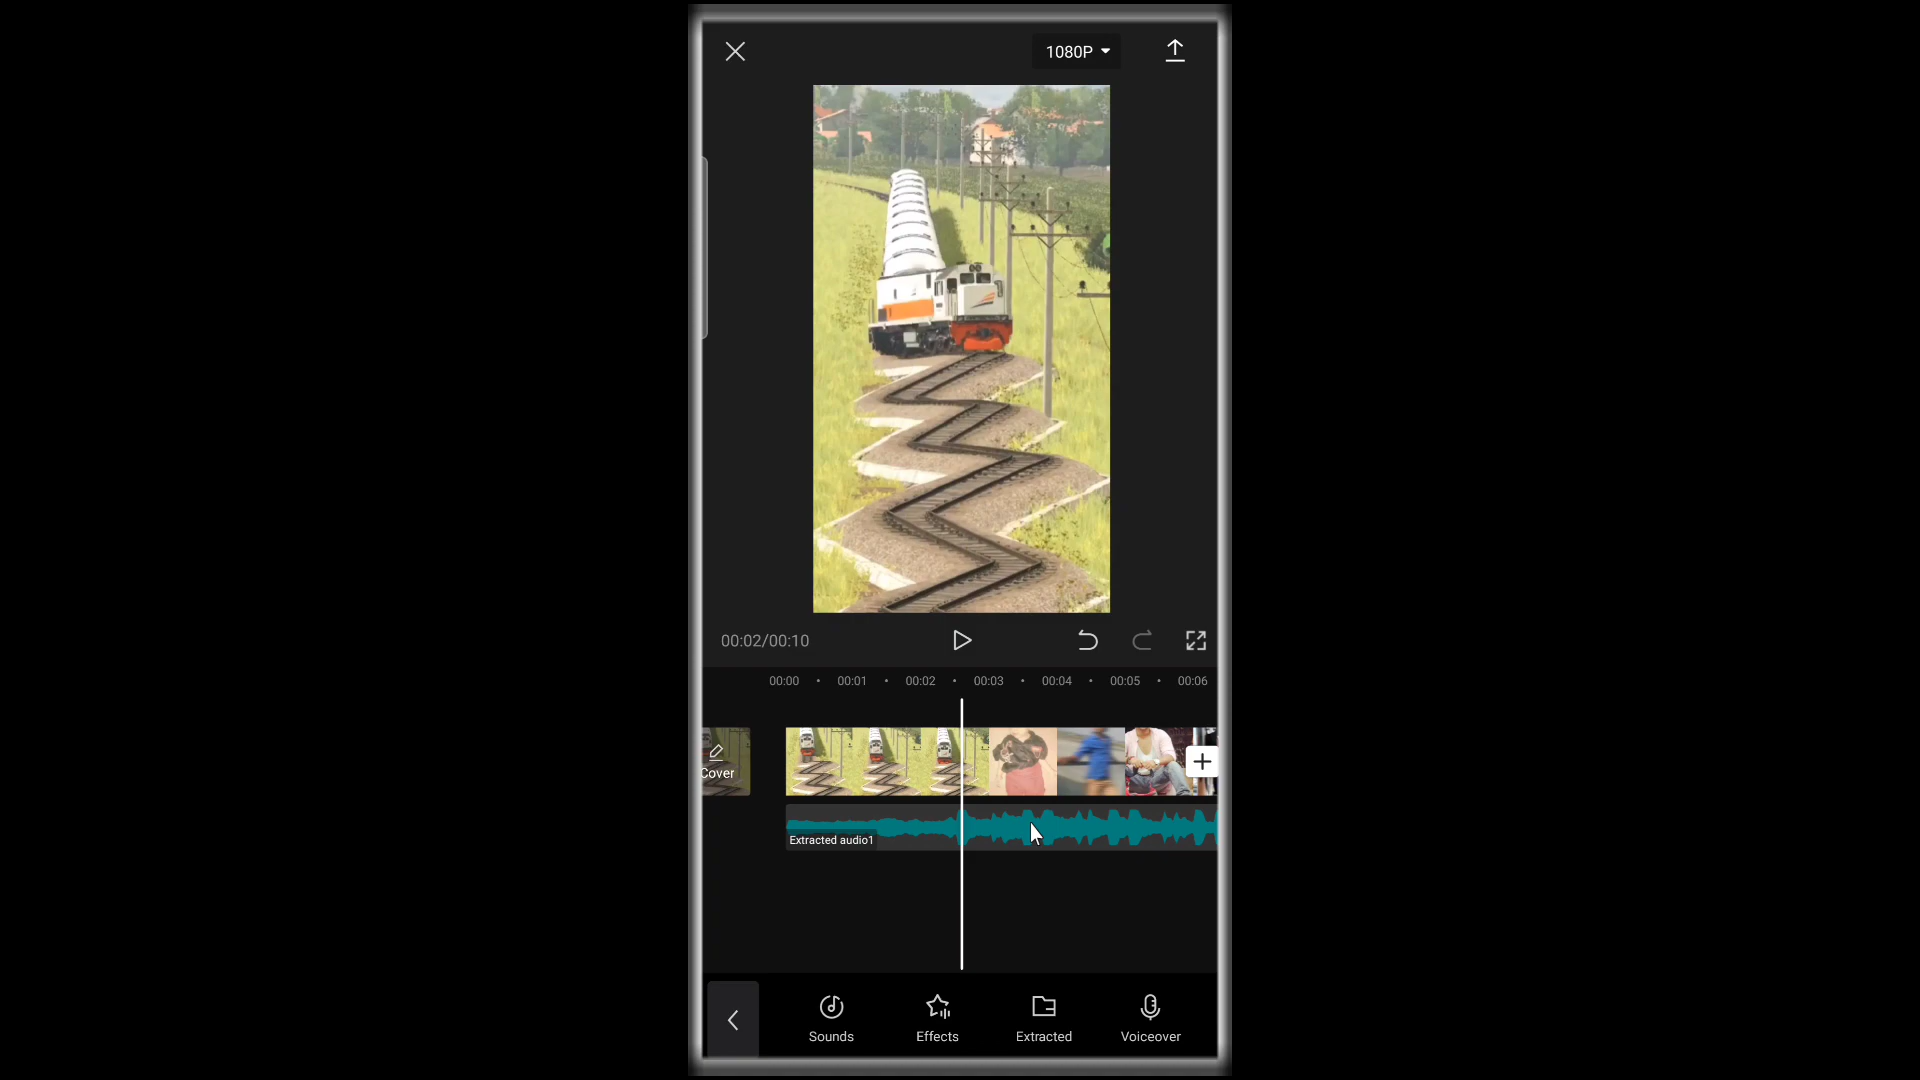 1080P
00:02/00:10
00:00 00:01 00:02 00:03 00:04 00:05 00:06
Cover
Extracted audio1
Sounds Effects Extracted Voiceover